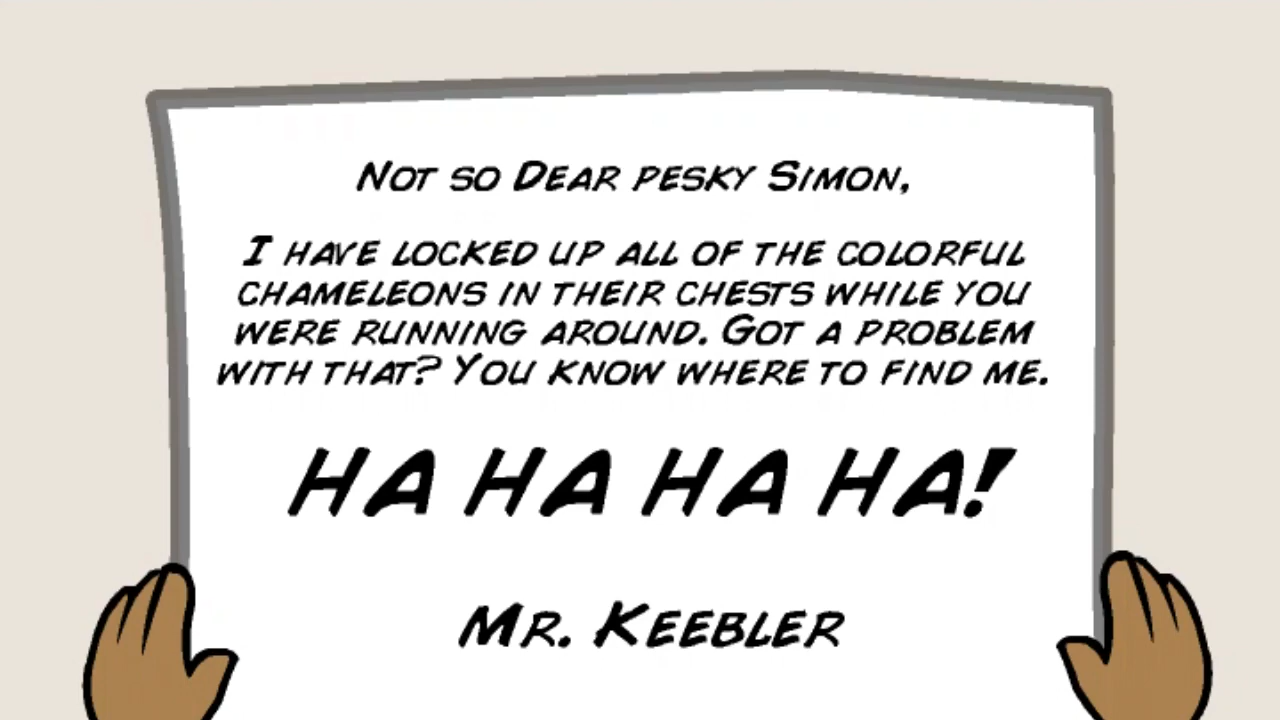 Not so Dear pesky Simon,
I have locked up all of the colorful
chameleons in their chests while you
were running around. Got a problem
with that? You know where to find me.
HA HA HA HA!
Mr. Keebler